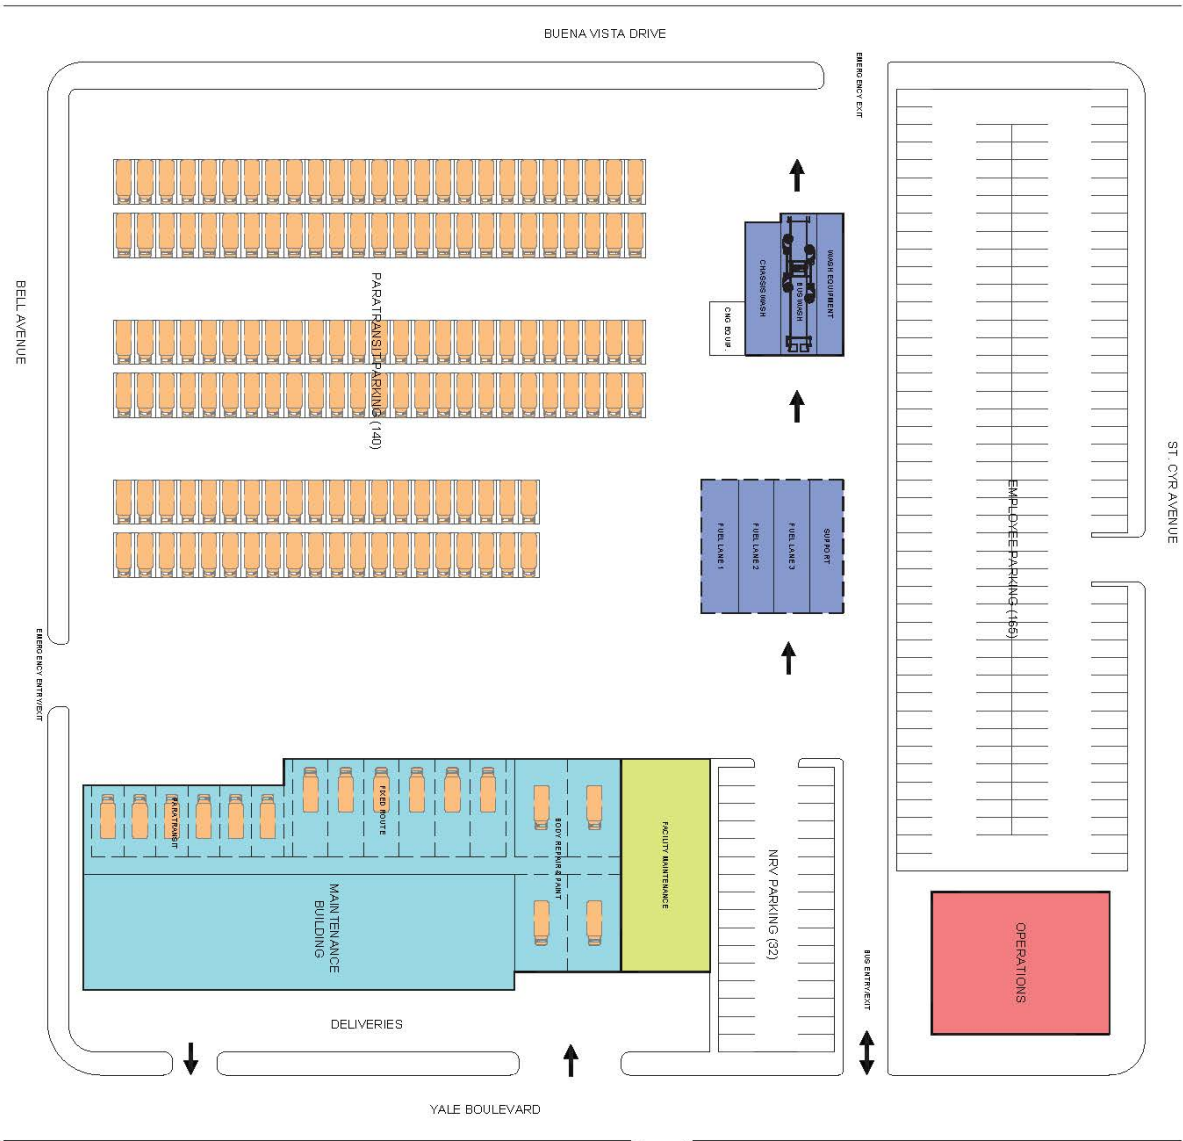 BUENA VISTA DRIVE
EMERGENCY EXIT
BELL AVENUE
PARATRANSIT PARKING (140)
CHASSIS WASH
BUS WASH
WASH EQUIPMENT
CNG EQUIP.
ST. CYR AVENUE
EMPLOYEE PARKING (165)
FUEL LANE 1
FUEL LANE 2
FUEL LANE 3
SUPPORT
EMERGENCY ENTRY/EXIT
PARATRANSIT
FIXED ROUTE
BODY REPAIR & PAINT
FACILITY MAINTENANCE
NRV PARKING (32)
MAINTENANCE
BUILDING
OPERATIONS
BUS ENTRY/EXIT
DELIVERIES
YALE BOULEVARD